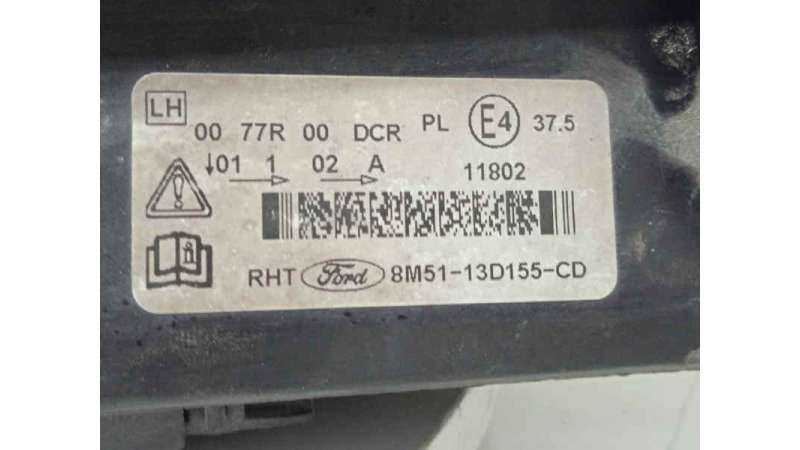 LH
00 77R 00 DCR PL E4 37.5
↓01 1 02 A 11802
RHT Ford 8M51-13D155-CD